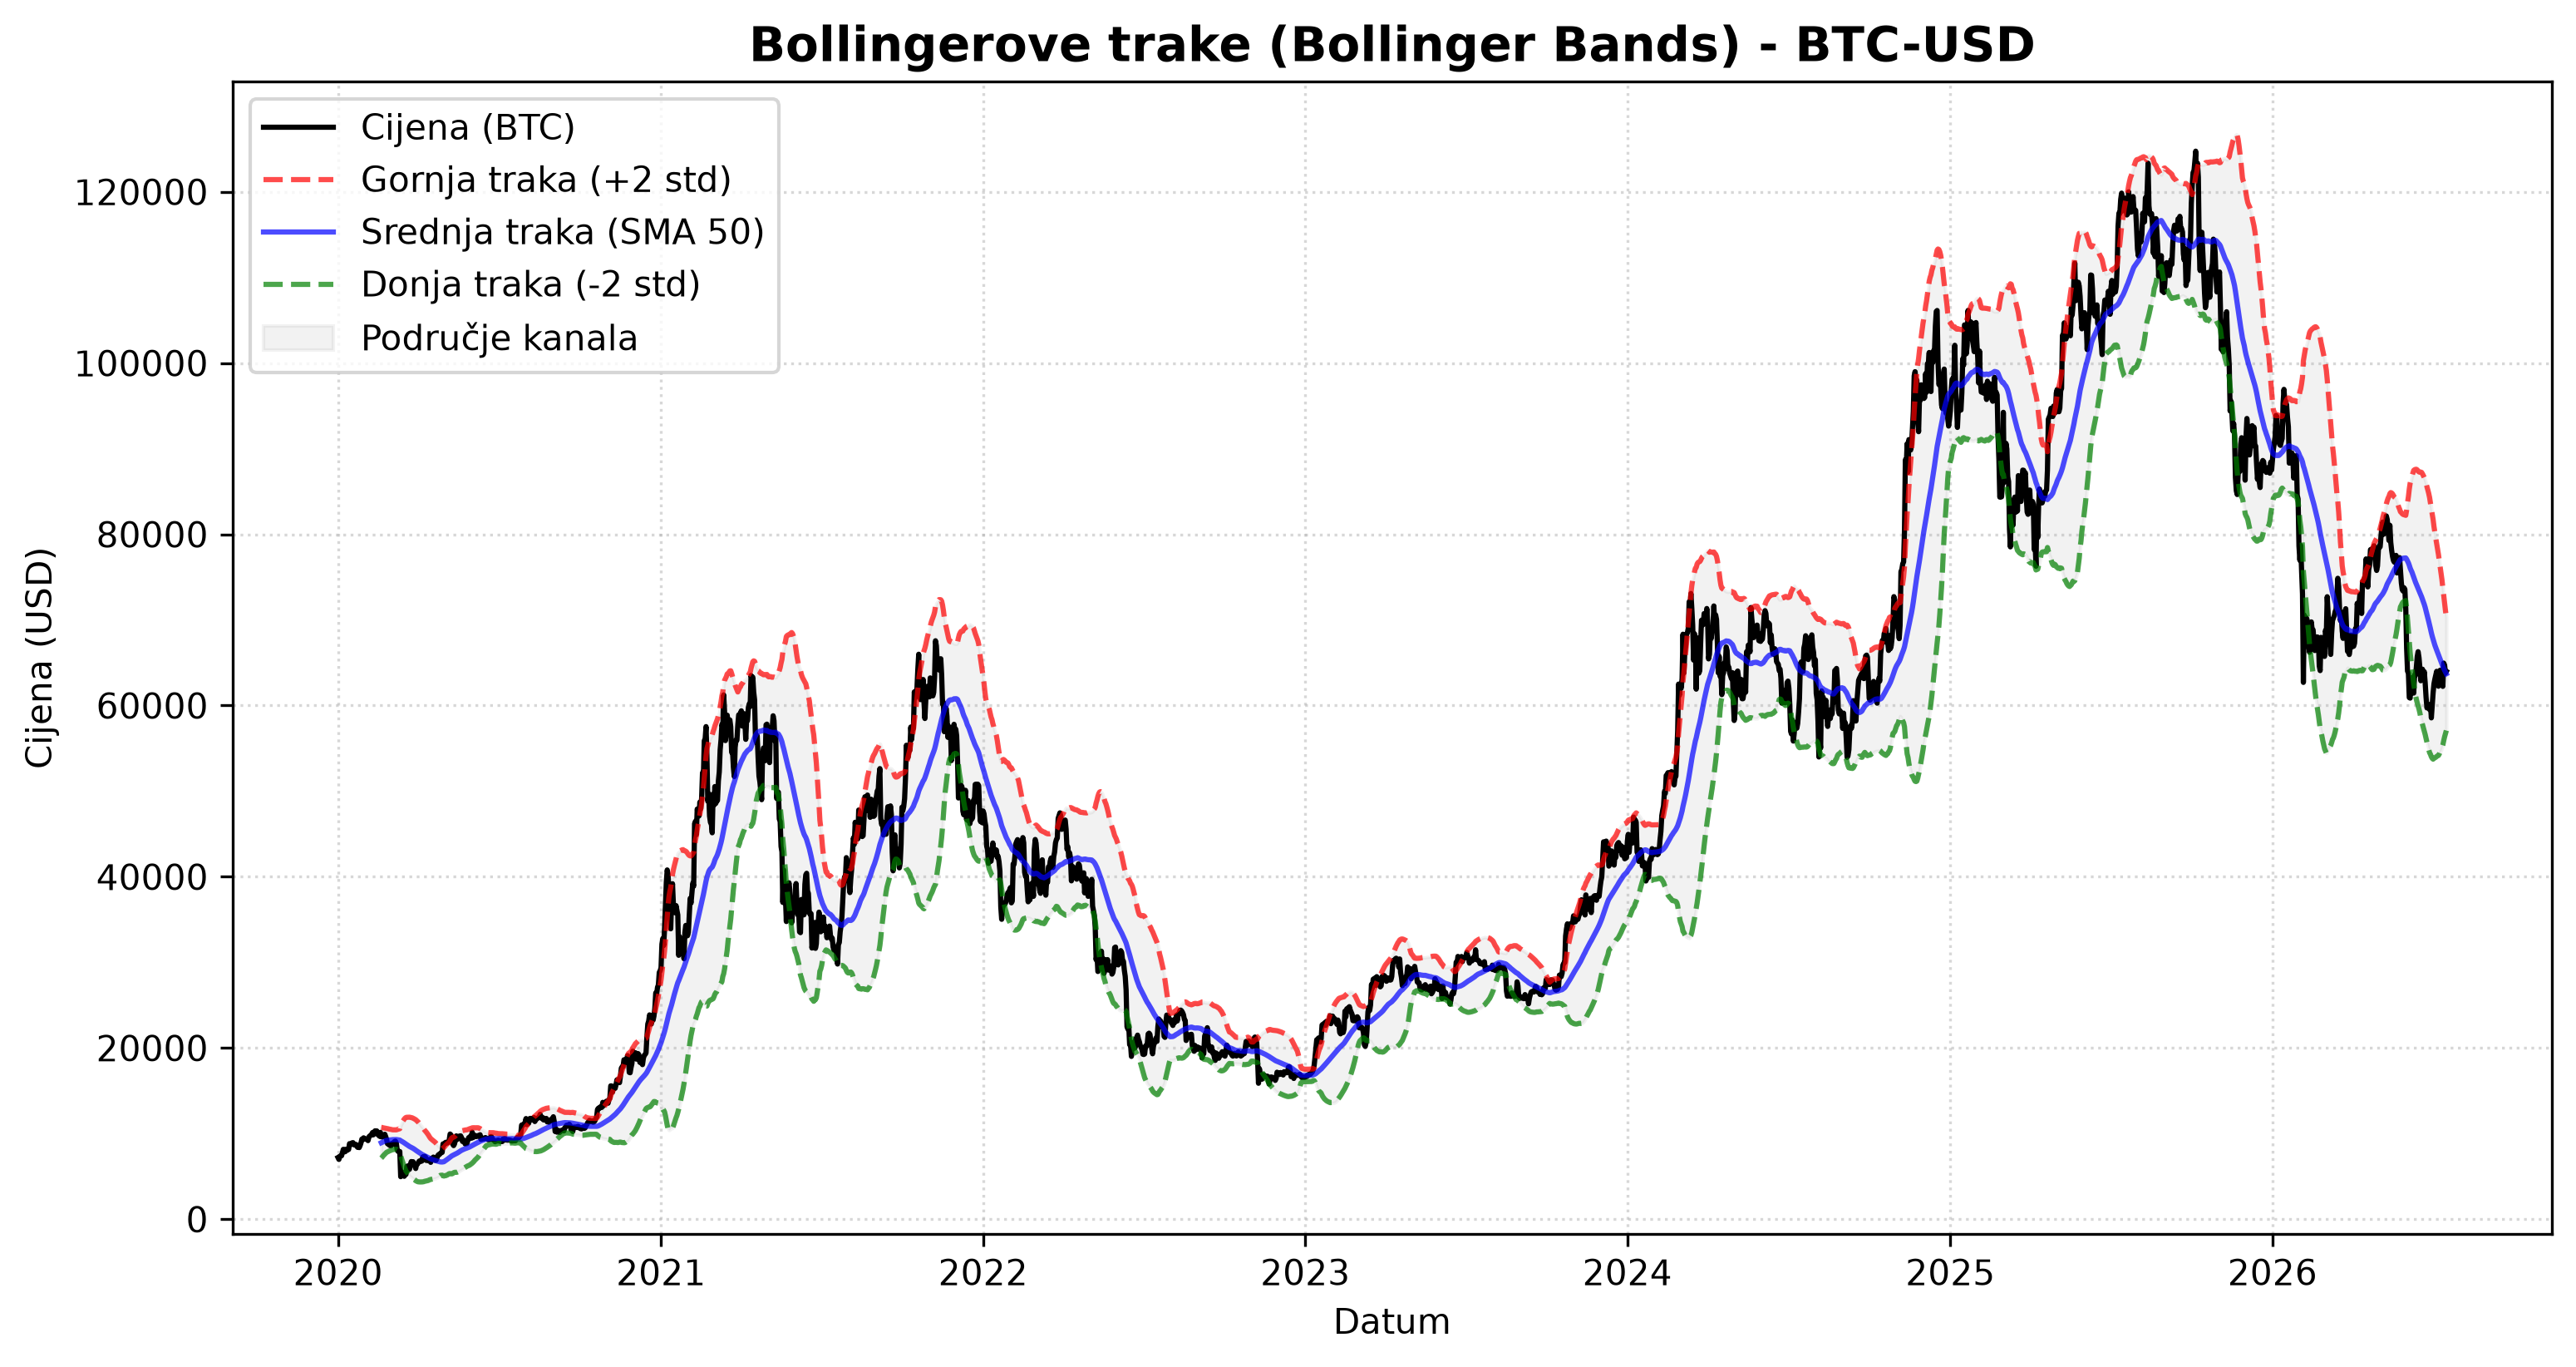 Bollingerove trake (Bollinger Bands) - BTC-USD
Cijena (BTC)
Gornja traka (+2 std)
Srednja traka (SMA 50)
Donja traka (-2 std)
Područje kanala
Cijena (USD)
120000
100000
80000
60000
40000
20000
0
2020
2021
2022
2023
2024
2025
2026
Datum